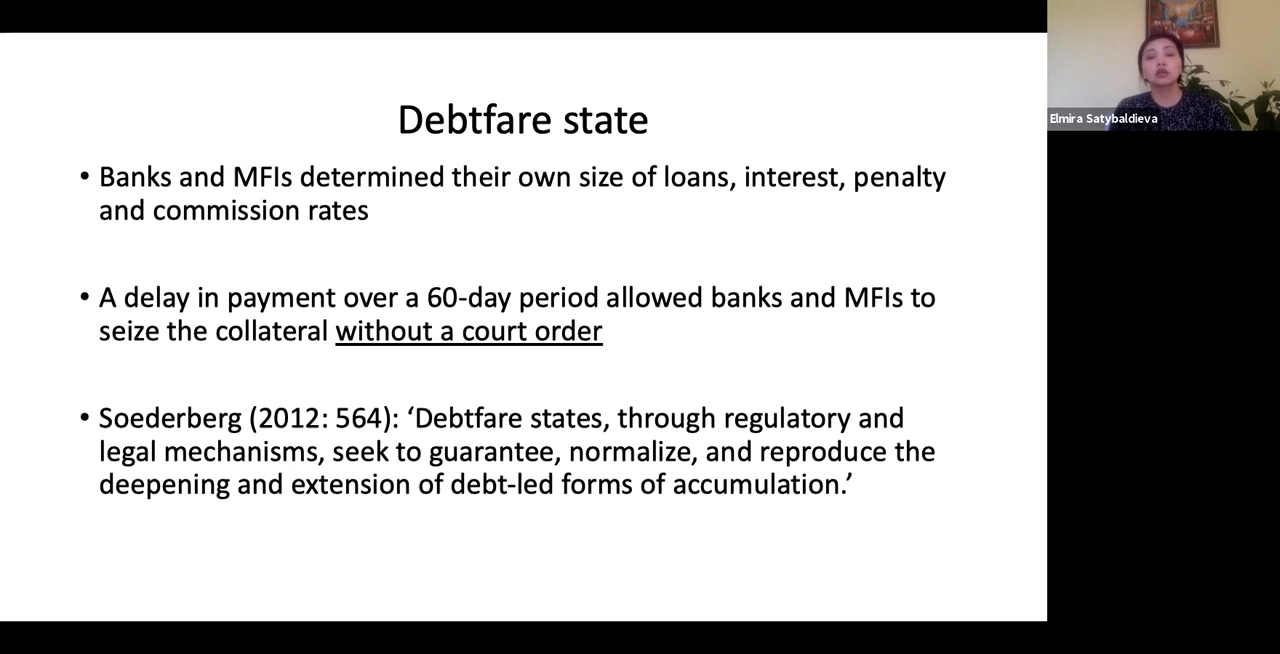 Debtfare state
• Banks and MFIs determined their own size of loans, interest, penalty
and commission rates
• A delay in payment over a 60-day period allowed banks and MFIs to
seize the collateral without a court order
• Soederberg (2012: 564): ‘Debtfare states, through regulatory and
legal mechanisms, seek to guarantee, normalize, and reproduce the
deepening and extension of debt-led forms of accumulation.’
Elmira Satybaldieva